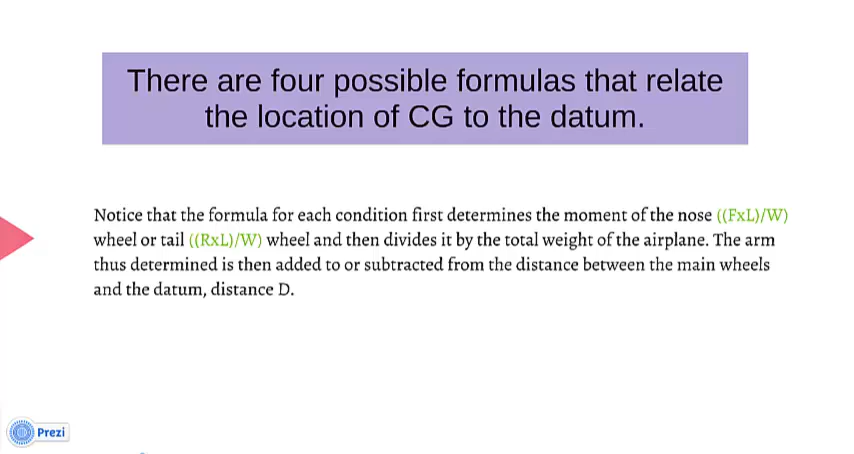 There are four possible formulas that relate
the location of CG to the datum.
Notice that the formula for each condition first determines the moment of the nose ((FxL)/W)
wheel or tail ((RxL)/W) wheel and then divides it by the total weight of the airplane. The arm
thus determined is then added to or subtracted from the distance between the main wheels
and the datum, distance D.
Prezi